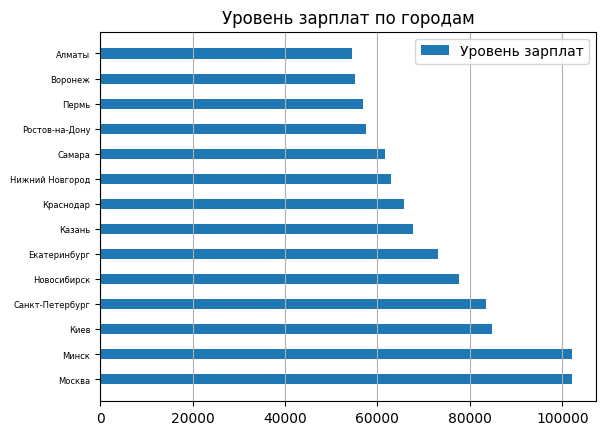 Уровень зарплат по городам
Уровень зарплат
Алматы
Воронеж
Пермь
Ростов-на-Дону
Самара
Нижний Новгород
Краснодар
Казань
Екатеринбург
Новосибирск
Санкт-Петербург
Киев
Минск
Москва
0 20000 40000 60000 80000 100000